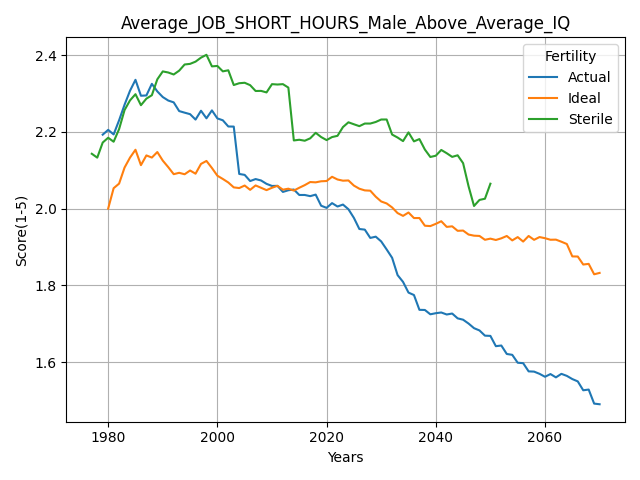 Average_JOB_SHORT_HOURS_Male_Above_Average_IQ
Fertility
Actual
Ideal
Sterile
Score(1-5)
2.4
2.2
2.0
1.8
1.6
1980
2000
2020
2040
2060
Years